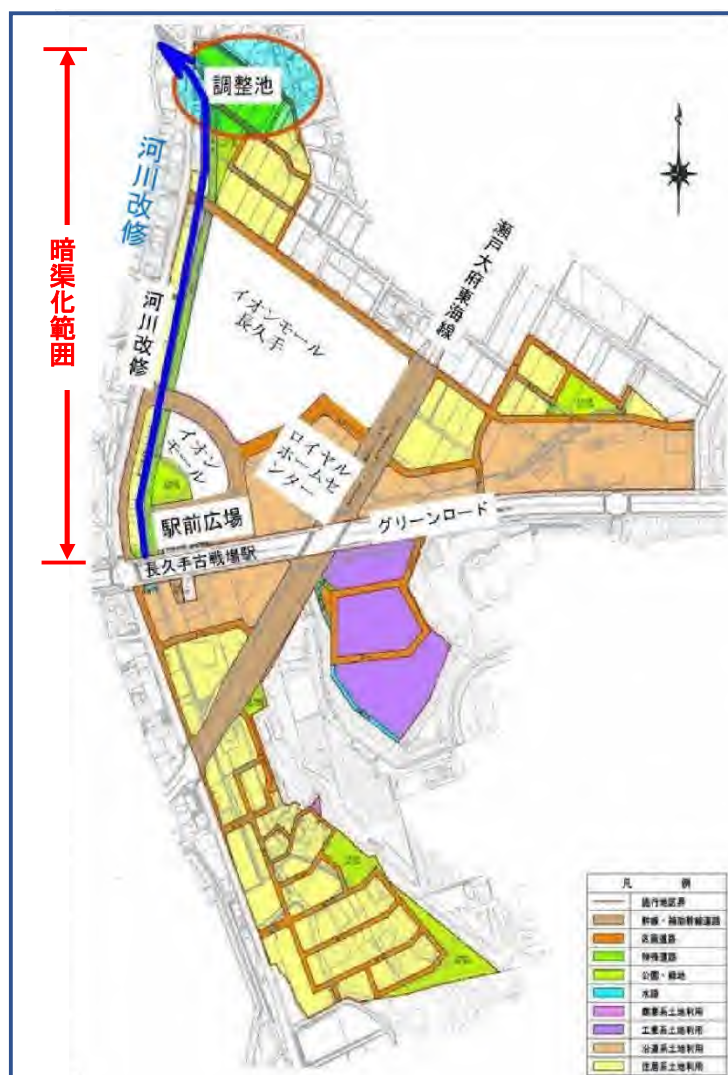 調整池
河川改修
暗渠化範囲
河川改修
瀬戸大府東海線
イオンモール
長久手
イオン
モール
ロイヤル
ホームセ
ンター
駅前広場
グリーンロード
長久手古戦場駅
凡 例
施行地区界
幹線・補助幹線道路
区画道路
特殊道路
公園・緑地
水路
商業系土地利用
工業系土地利用
沿道系土地利用
住居系土地利用